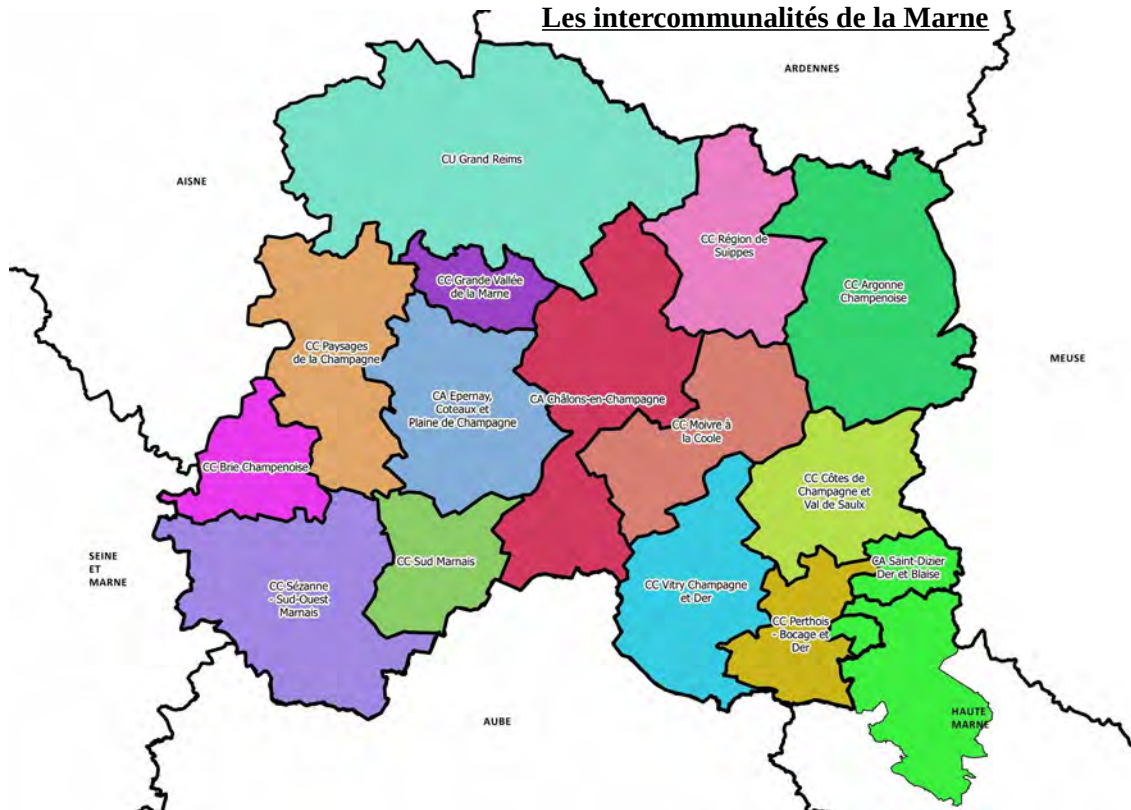 Les intercommunalités de la Marne
ARDENNES
CU Grand Reims
AISNE
CC Région de
Suippes
CC Grande Vallée
de la Marne
CC Argonne
Champenoise
CC Paysages
de la Champagne
MEUSE
CA Epernay,
Coteaux et
Plaine de Champagne
CA Châlons-en-Champagne
CC Moivre à
la Coole
CC Brie Champenoise
CC Côtes de
Champagne et
Val de Saulx
SEINE
ET
MARNE
CC Sud Marnais
CA Saint-Dizier
Der et Blaise
CC Sézanne
- Sud-Ouest
Marnais
CC Vitry Champagne
et Der
CC Perthois
- Bocage et
Der
AUBE
HAUTE
MARNE